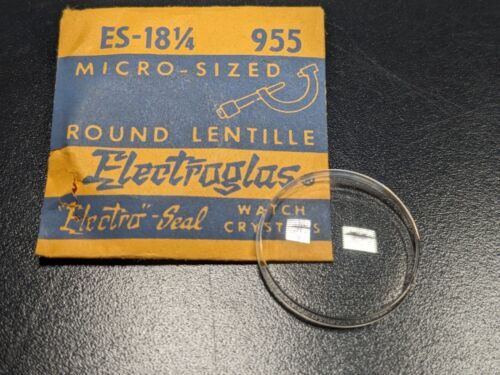 ES-18¼ 955
MICRO-SIZED
ROUND LENTILLE
Electroglas
"Electro"-Seal WATCH CRYSTALS